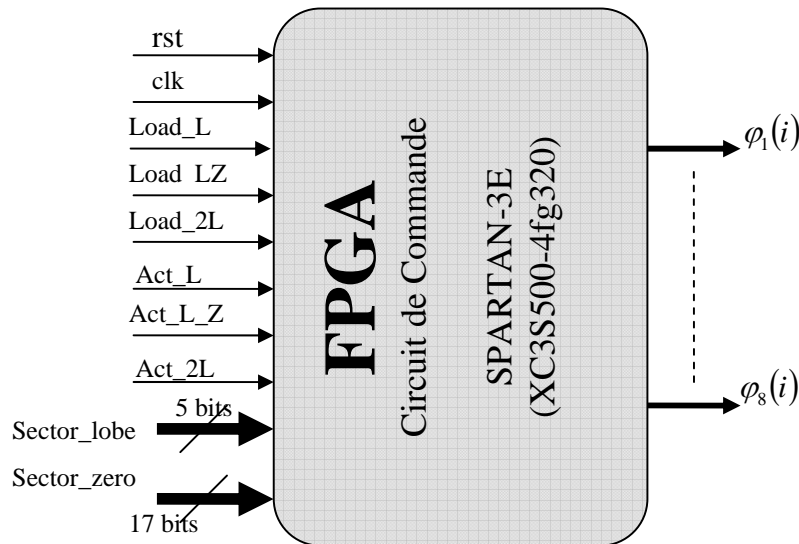 rst
clk
Load_L
Load LZ
Load_2L
Act_L
Act_L_Z
Act_2L
5 bits
Sector_lobe
Sector_zero
17 bits
FPGA
Circuit de Commande
SPARTAN-3E
(XC3S500-4fg320)
φ₁(i)
φ₈(i)